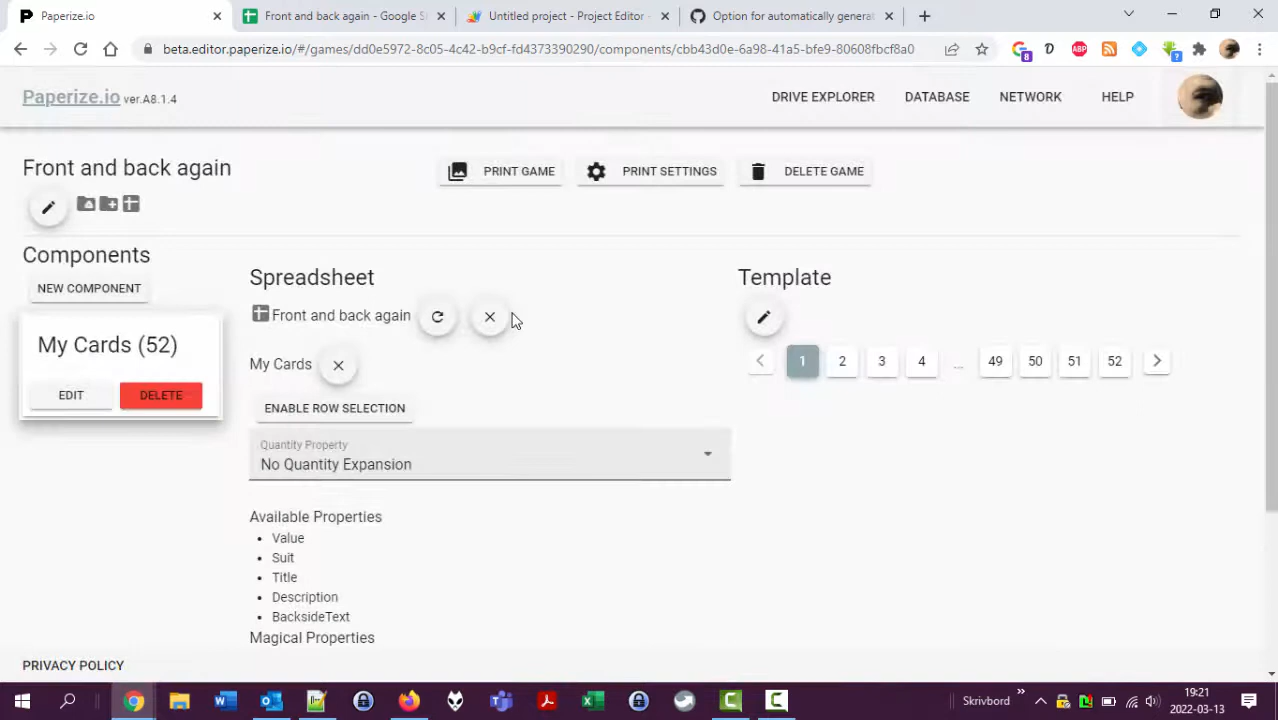 Paperize.io
Front and back again - Google S
Untitled project - Project Editor -
Option for automatically generat
beta.editor.paperize.io/#/games/dd0e5972-8c05-4c42-b9cf-fd4373390290/components/cbb43d0e-6a98-41a5-bfe9-80608fbcf8a0
8
ABP
?
Paperize.io ver.A8.1.4
DRIVE EXPLORER
DATABASE
NETWORK
HELP
Front and back again
PRINT GAME
PRINT SETTINGS
DELETE GAME
Components
NEW COMPONENT
My Cards (52)
EDIT
DELETE
Spreadsheet
Front and back again
My Cards
ENABLE ROW SELECTION
Quantity Property
No Quantity Expansion
Available Properties
Value
Suit
Title
Description
BacksideText
Magical Properties
Template
1 2 3 4 ... 49 50 51 52
PRIVACY POLICY
Skrivbord
19:21
2022-03-13